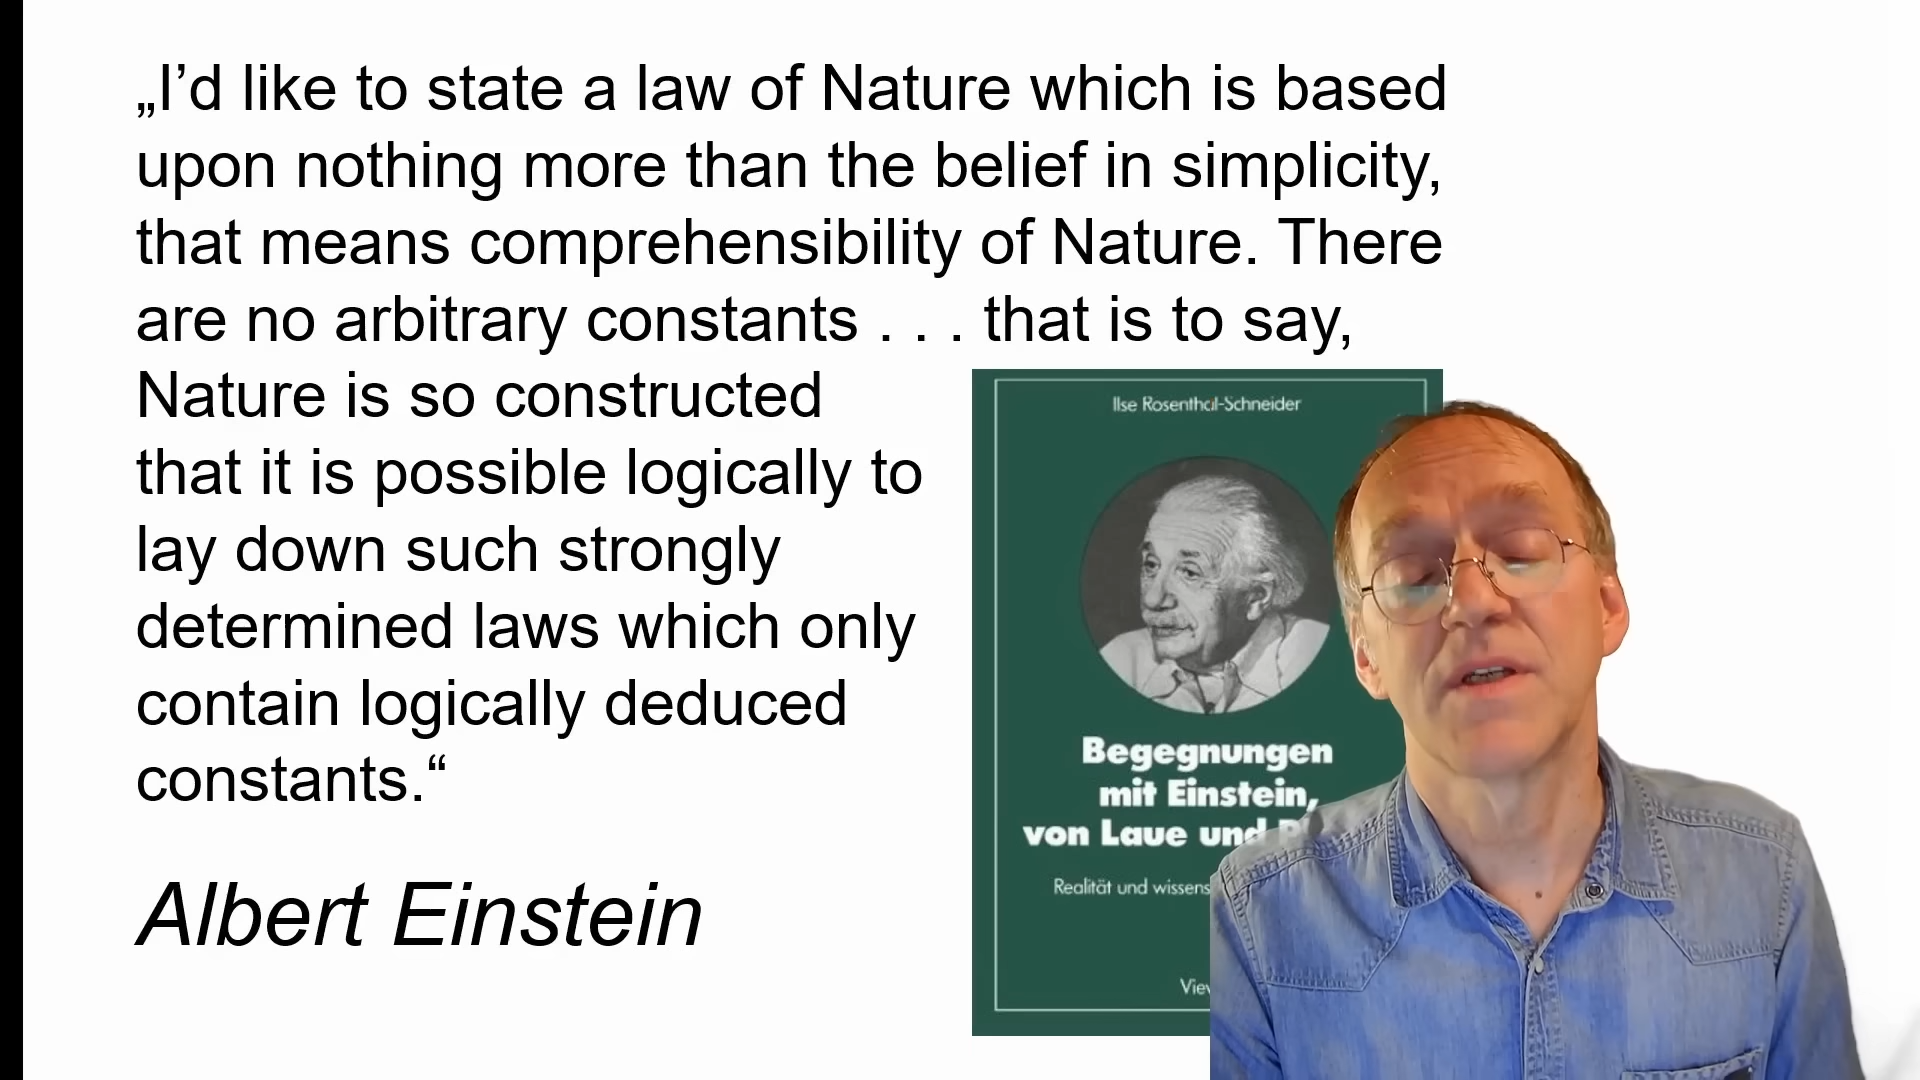 „I’d like to state a law of Nature which is based
upon nothing more than the belief in simplicity,
that means comprehensibility of Nature. There
are no arbitrary constants . . . that is to say,
Nature is so constructed
that it is possible logically to
lay down such strongly
determined laws which only
contain logically deduced
constants.“
Albert Einstein
Ilse Rosenthal-Schneider
Begegnungen
mit Einstein,
von Laue und
Realität und